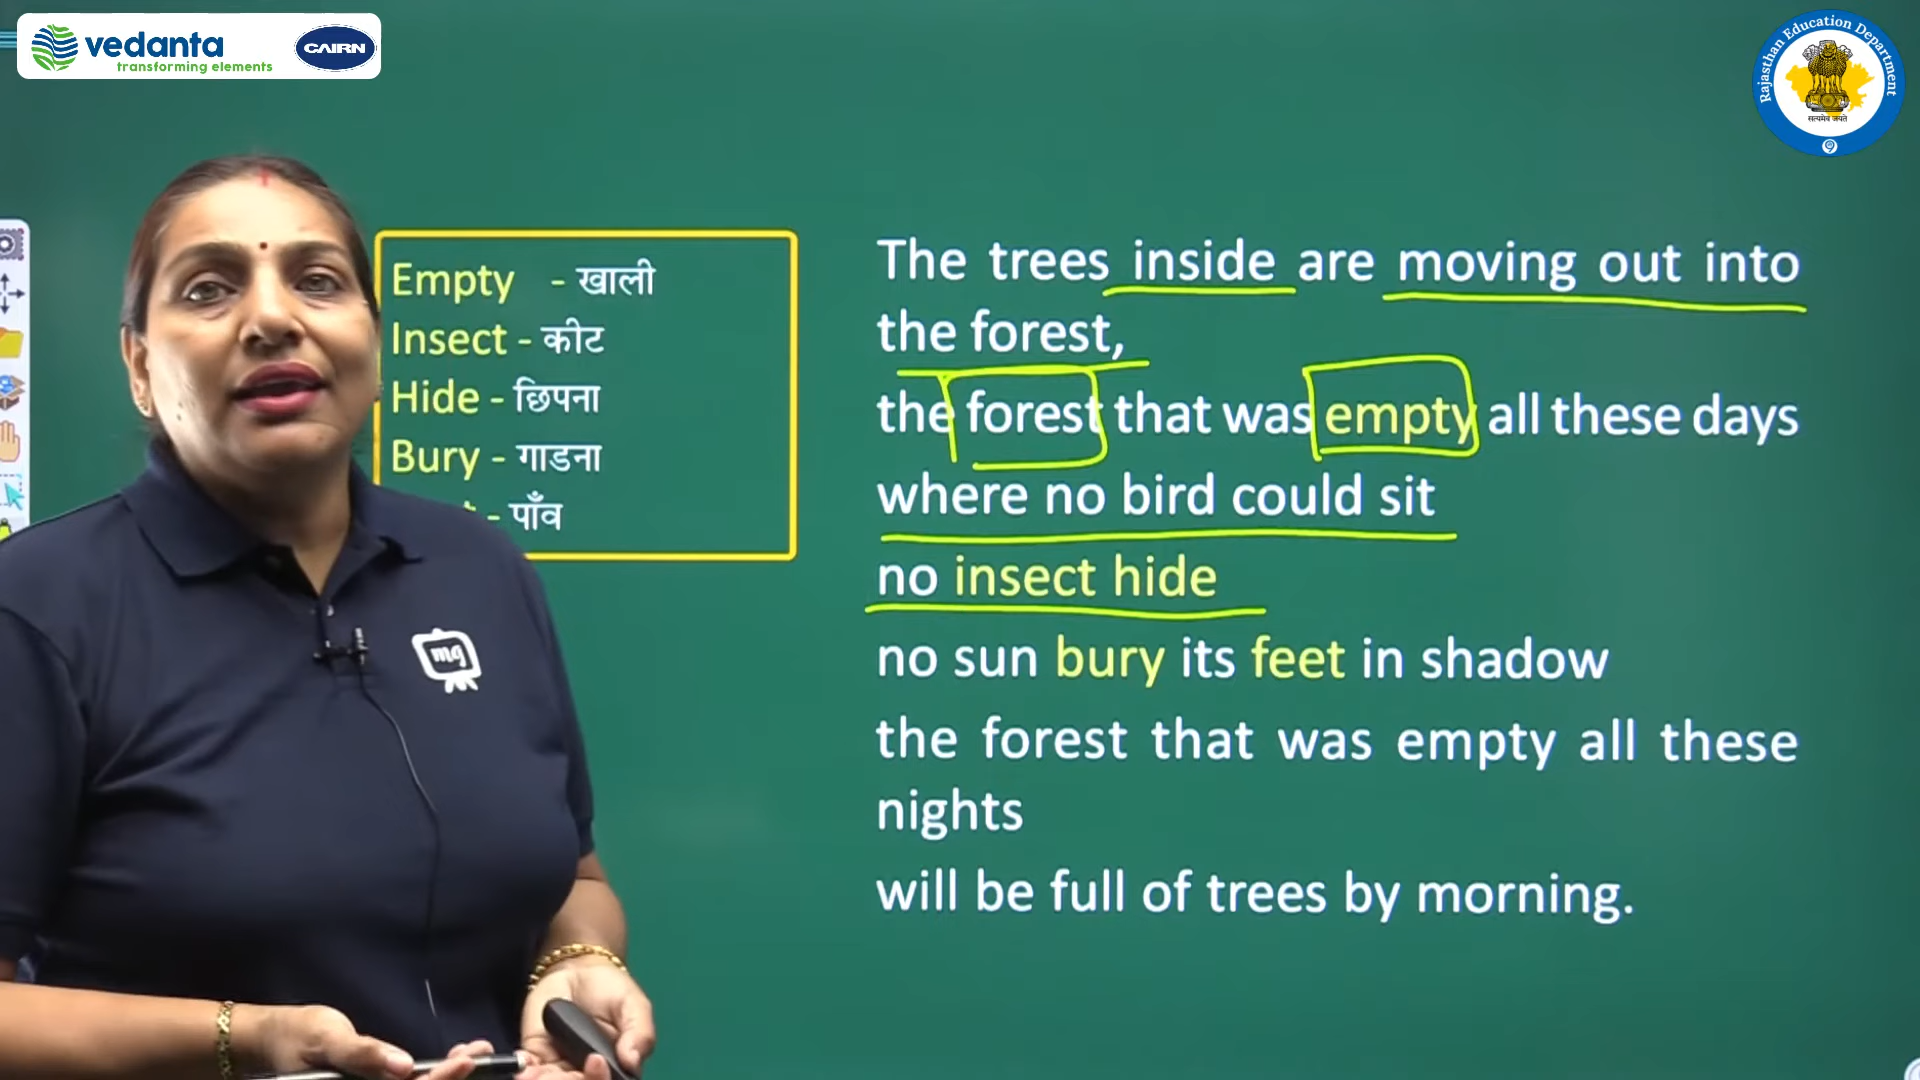 vedanta
transforming elements
CAIRN
Rajasthan Education Department
सत्यमेव जयते
Empty - खाली
Insect - कीट
Hide - छिपना
Bury - गाडना
- पाँव
mg
The trees inside are moving out into
the forest,
the forest that was empty all these days
where no bird could sit
no insect hide
no sun bury its feet in shadow
the forest that was empty all these
nights
will be full of trees by morning.